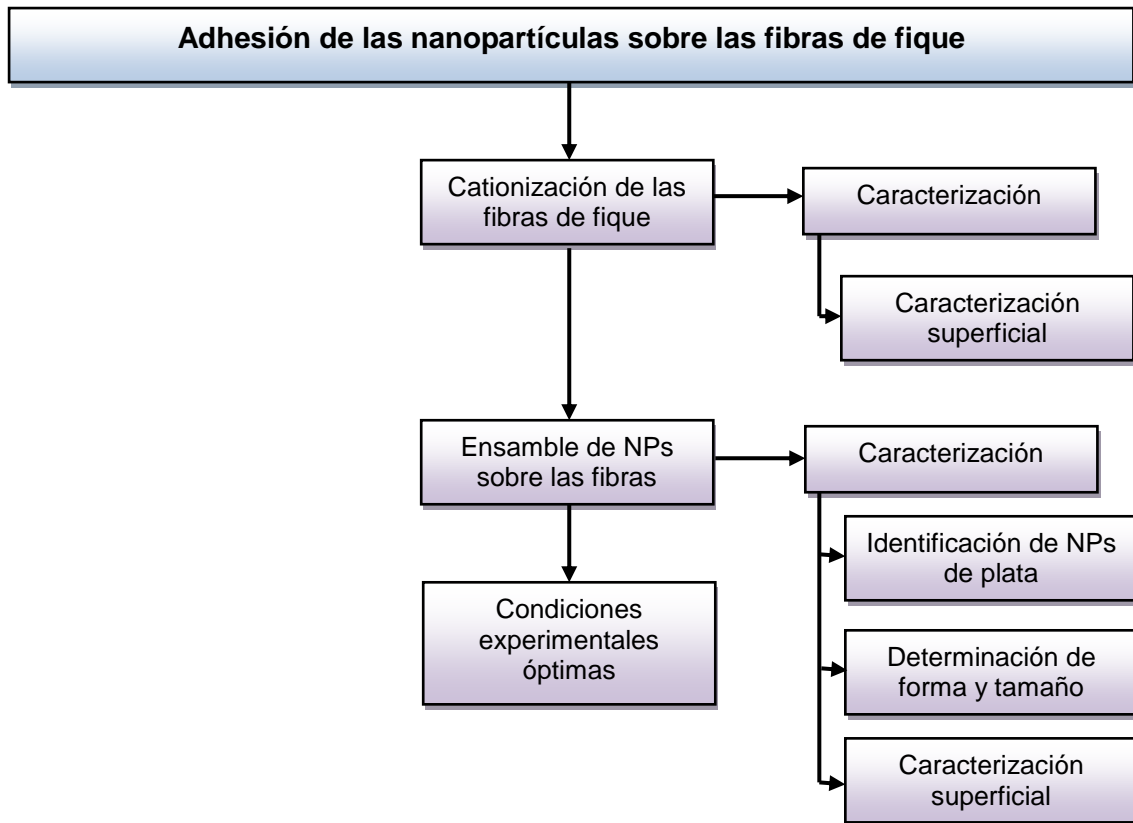 Adhesión de las nanopartículas sobre las fibras de fique
Cationización de las
fibras de fique
Caracterización
Caracterización
superficial
Ensamble de NPs
sobre las fibras
Caracterización
Identificación de NPs
de plata
Condiciones
experimentales
óptimas
Determinación de
forma y tamaño
Caracterización
superficial